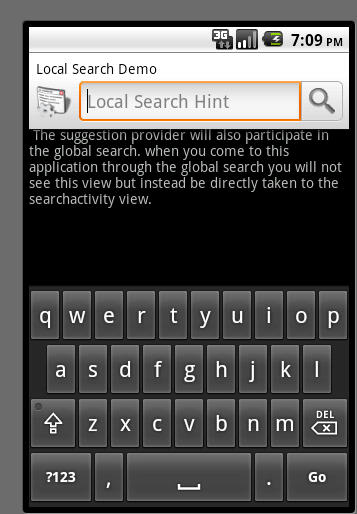 3G 7:09 PM
Local Search Demo
Local Search Hint
The suggestion provider will also participate in
the global search. when you come to this
application through the global search you will not
see this view but instead be directly taken to the
searchactivity view.
q w e r t y u i o p
a s d f g h j k l
DEL
z x c v b n m
?123 , . Go